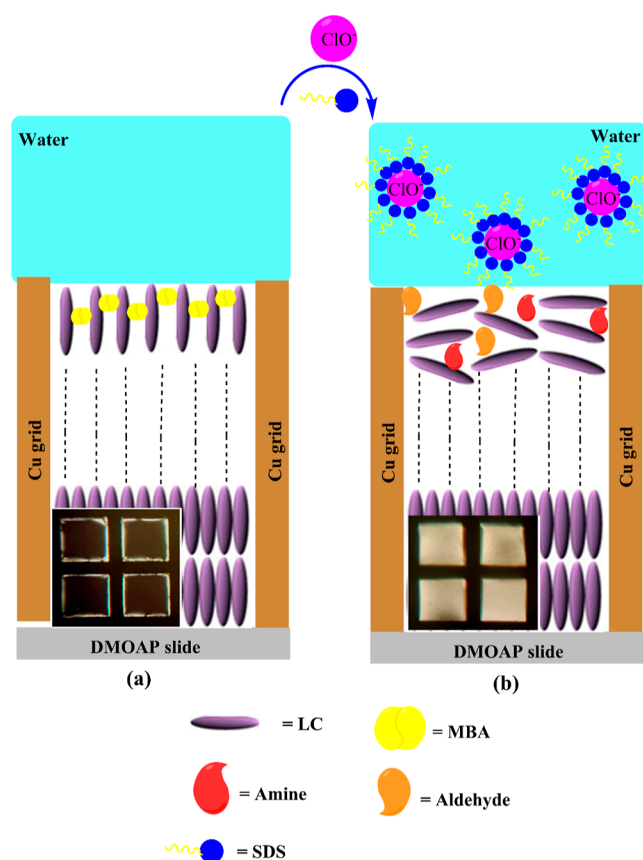 ClO⁻
Water
Water
ClO⁻
ClO⁻
ClO⁻
Cu grid
Cu grid
Cu grid
Cu grid
DMOAP slide
DMOAP slide
(a)
(b)
= LC
= MBA
= Amine
= Aldehyde
= SDS